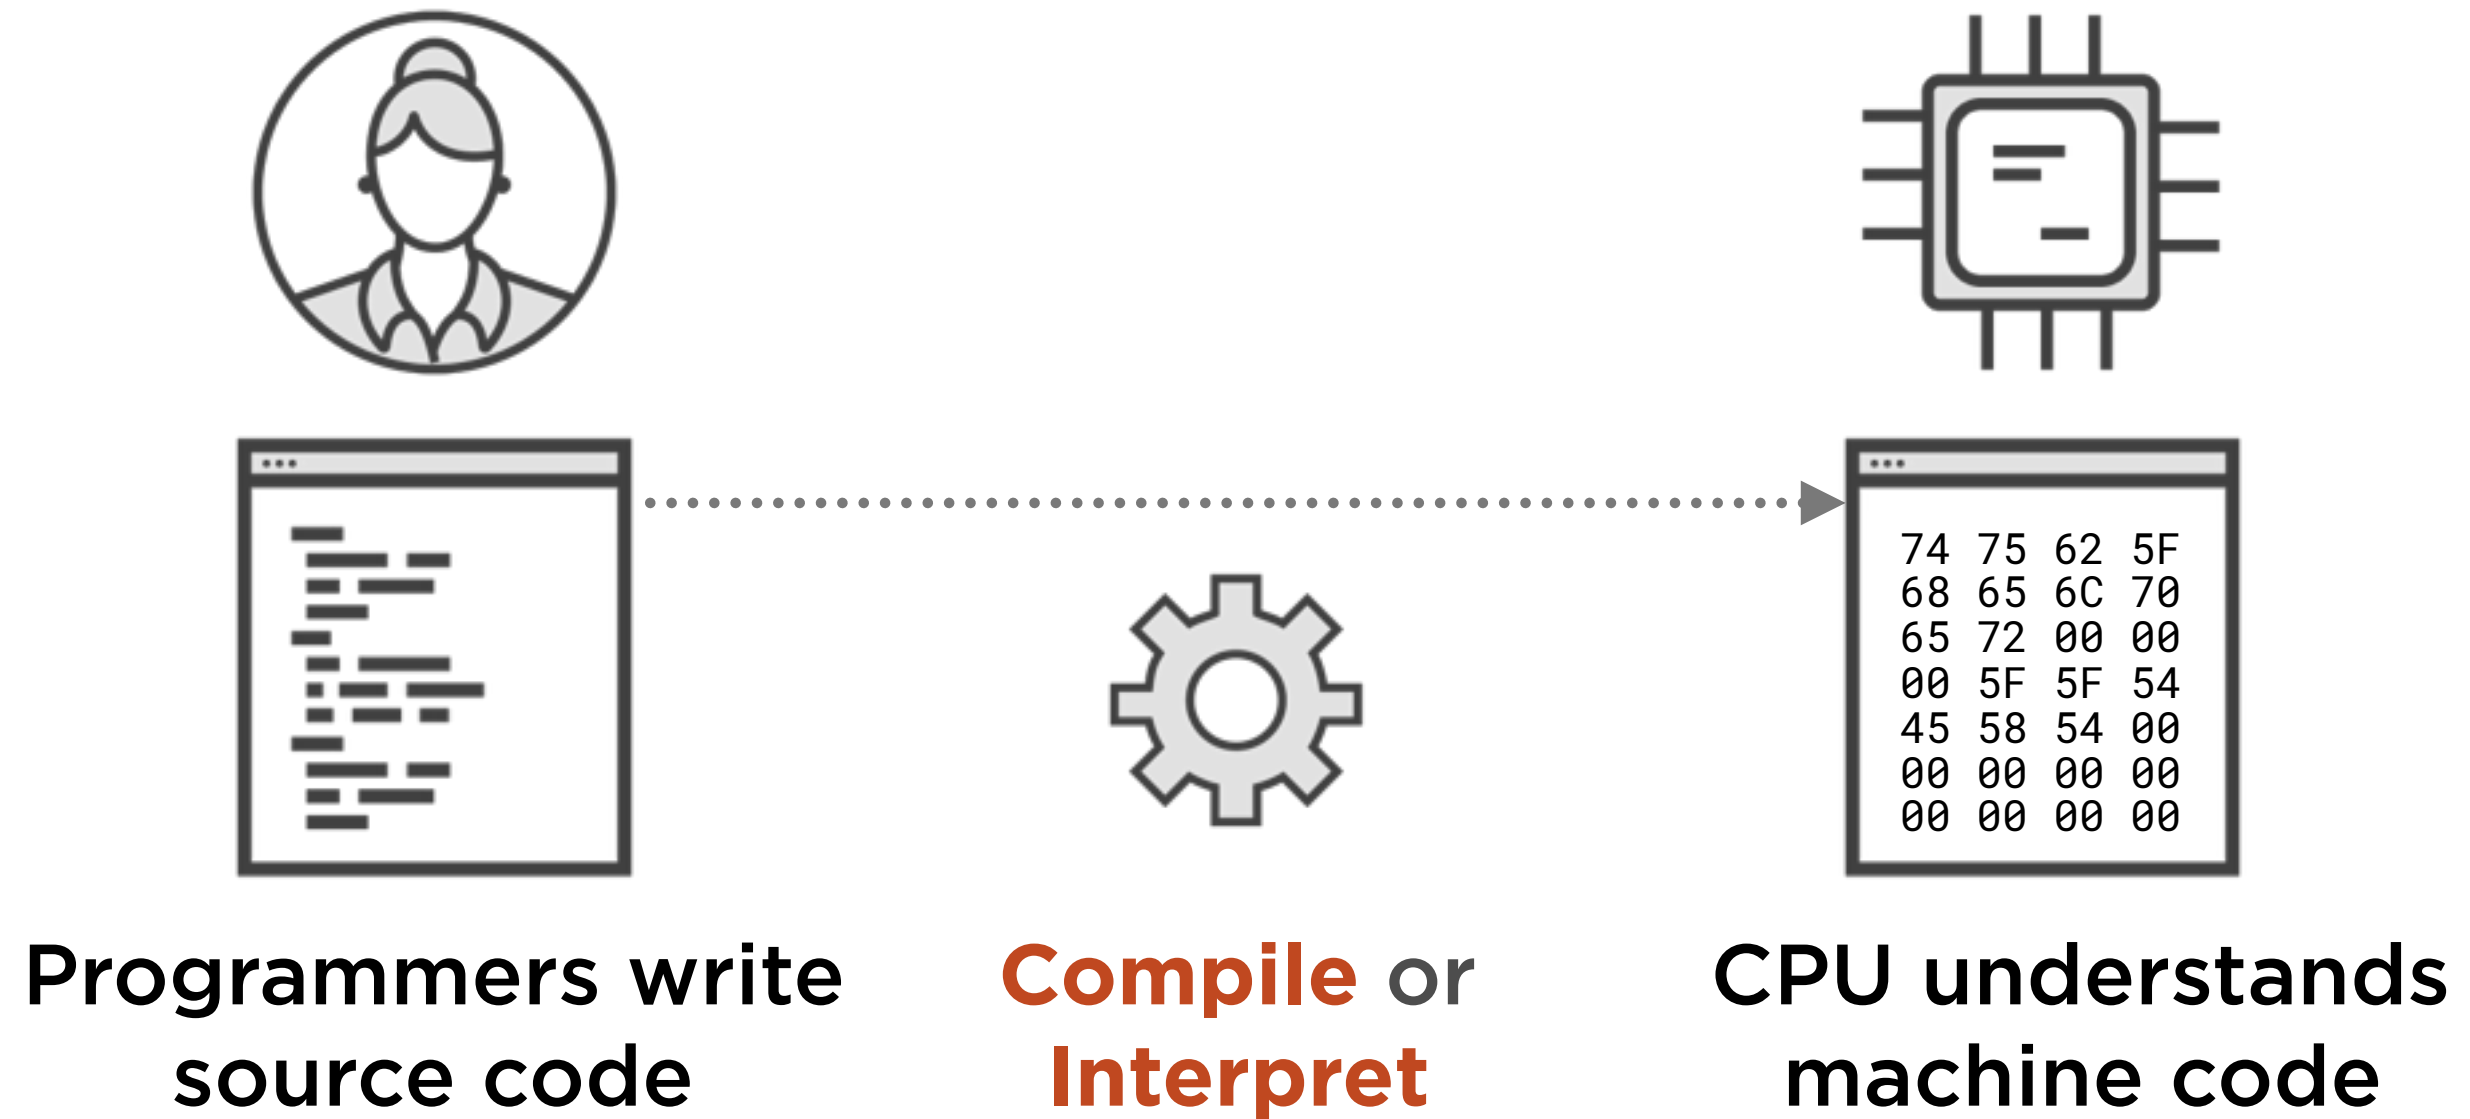 74 75 62 5F
68 65 6C 70
65 72 00 00
00 5F 5F 54
45 58 54 00
00 00 00 00
00 00 00 00
Programmers write
source code
Compile or
Interpret
CPU understands
machine code